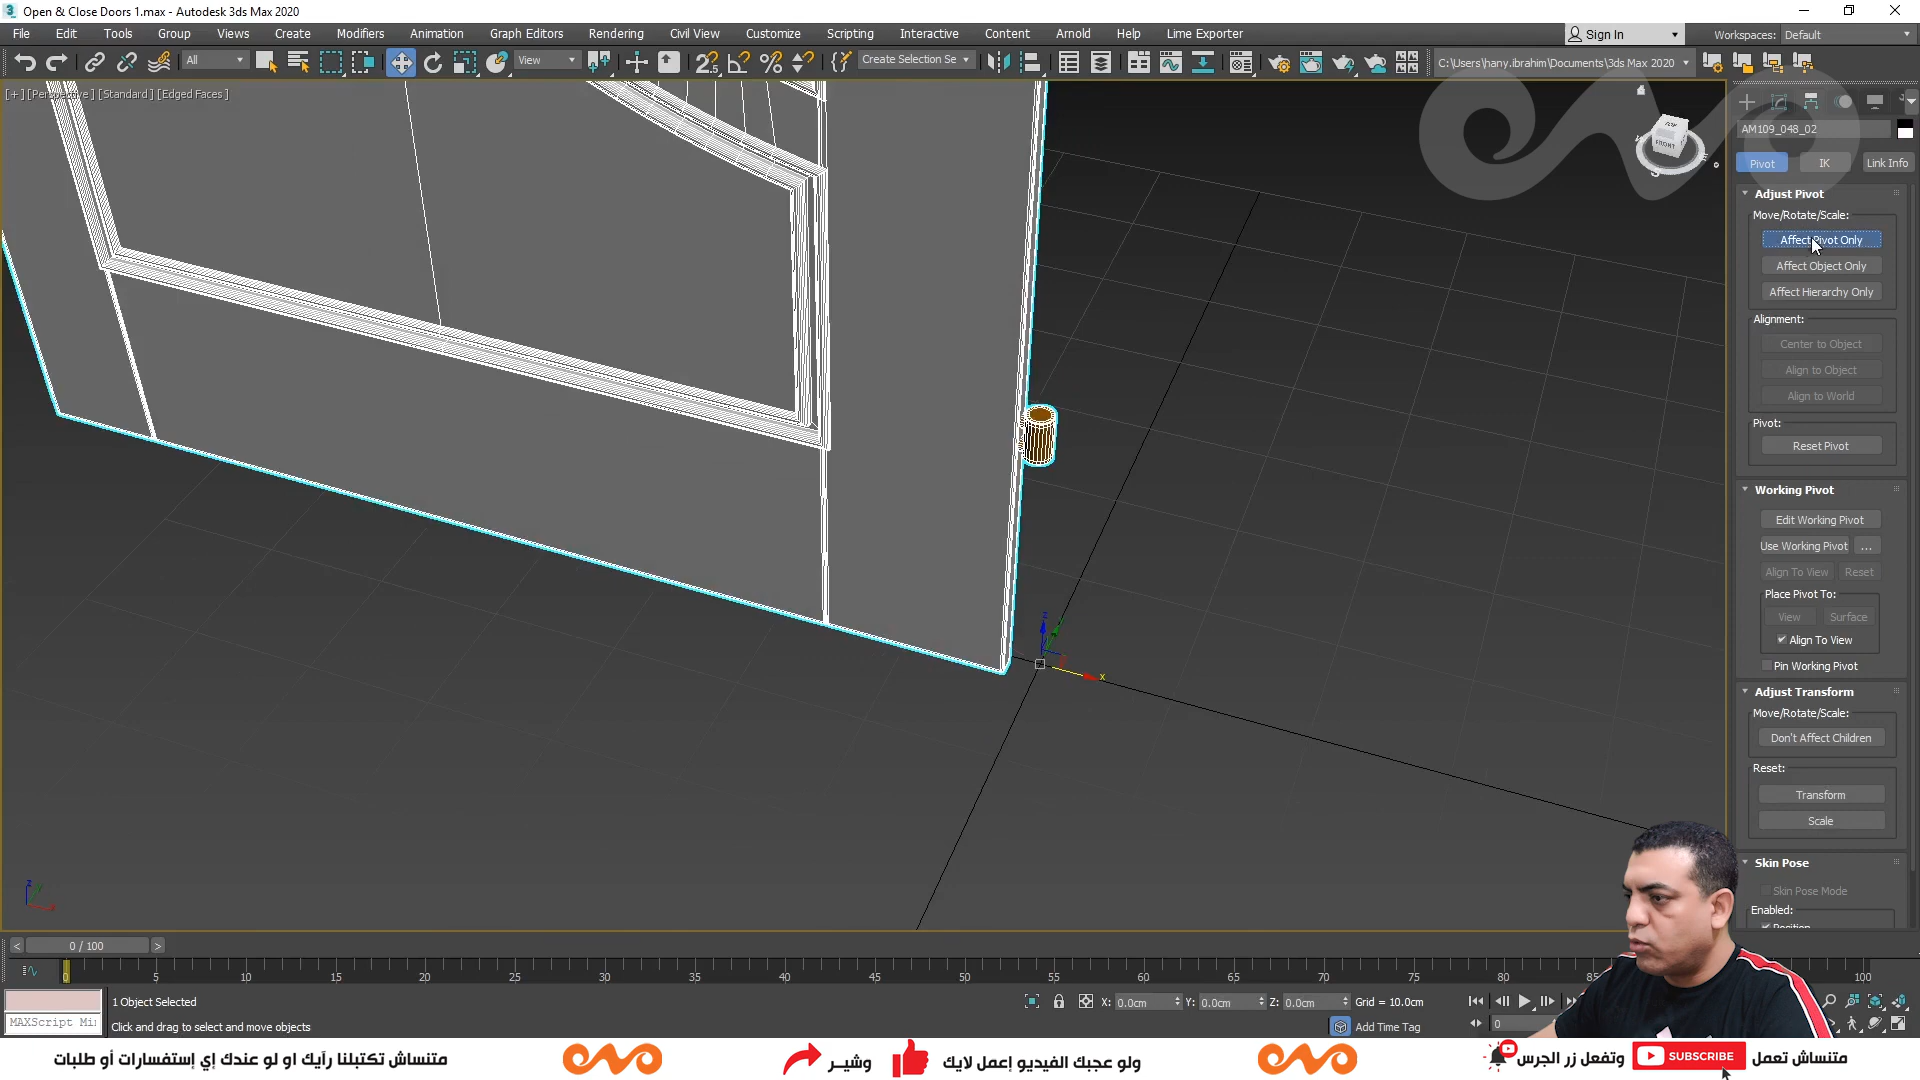 Open & Close Doors 1.max - Autodesk 3ds Max 2020
File Edit Tools Group Views Create Modifiers Animation Graph Editors Rendering Civil View Customize Scripting Interactive Content Arnold Help Lime Exporter
Sign In Workspaces: Default
All View Create Selection Se C:\Users\hany.ibrahim\Documents\3ds Max 2020
[+] [Perspective] [Standard] [Edged Faces]
AM109_048_02
Pivot IK Link Info
Adjust Pivot
Move/Rotate/Scale:
Affect Pivot Only
Affect Object Only
Affect Hierarchy Only
Alignment:
Center to Object
Align to Object
Align to World
Pivot:
Reset Pivot
Working Pivot
Edit Working Pivot
Use Working Pivot ...
Align To View Reset
Place Pivot To:
View Surface
Align To View
Pin Working Pivot
Adjust Transform
Move/Rotate/Scale:
Don't Affect Children
Reset:
Transform
Scale
Skin Pose
Skin Pose Mode
Enabled:
Position
TOP
FRONT
S
z
x
z
< 0 / 100 >
0 5 10 15 20 25 30 35 40 45 50 55 60 65 70 75 80 100
1 Object Selected
X: 0.0cm Y: 0.0cm Z: 0.0cm Grid = 10.0cm
MAXScript Mi
Click and drag to select and move objects
Add Time Tag
0
متنساش تكتبلنا رأيك او لو عندك إي إستفسارات أو طلبات
ولو عجبك الفيديو إعمل لايك وشير
متنساش تعمل SUBSCRIBE وتفعل زر الجرس